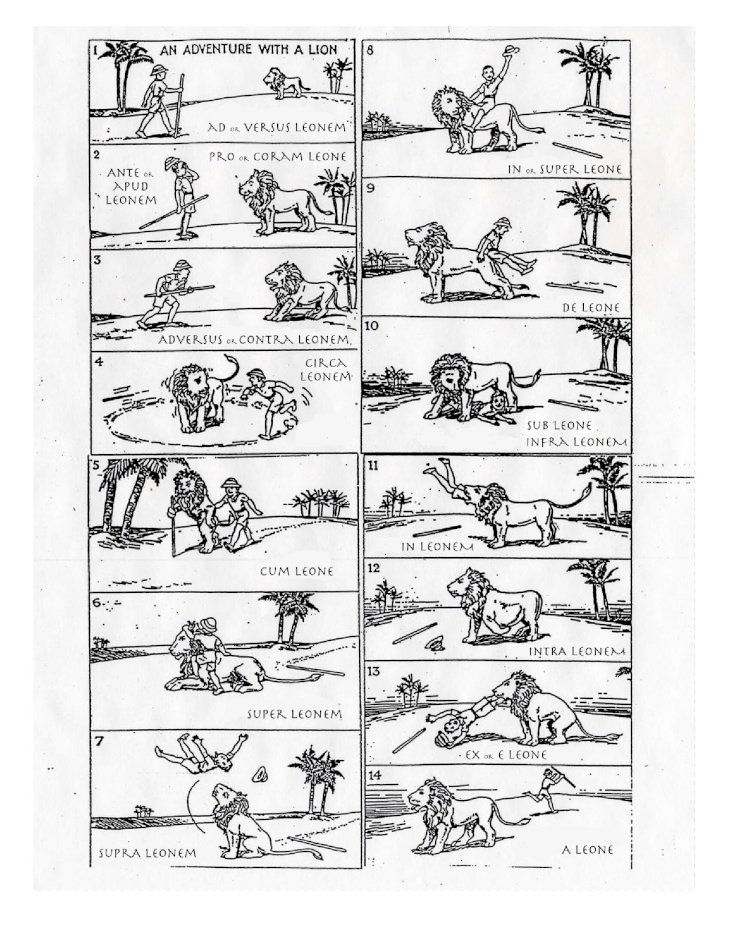 1 AN ADVENTURE WITH A LION
AD OR VERSUS LEONEM
2 PRO OR CORAM LEONE
ANTE OR
APUD
LEONEM
3
ADVERSUS OR CONTRA LEONEM
4 CIRCA
LEONEM
5
CUM LEONE
6
SUPER LEONEM
7
SUPRA LEONEM
8
IN OR SUPER LEONE
9
DE LEONE
10
SUB LEONE
INFRA LEONEM
11
IN LEONEM
12
INTRA LEONEM
13
EX OR E LEONE
14
A LEONE